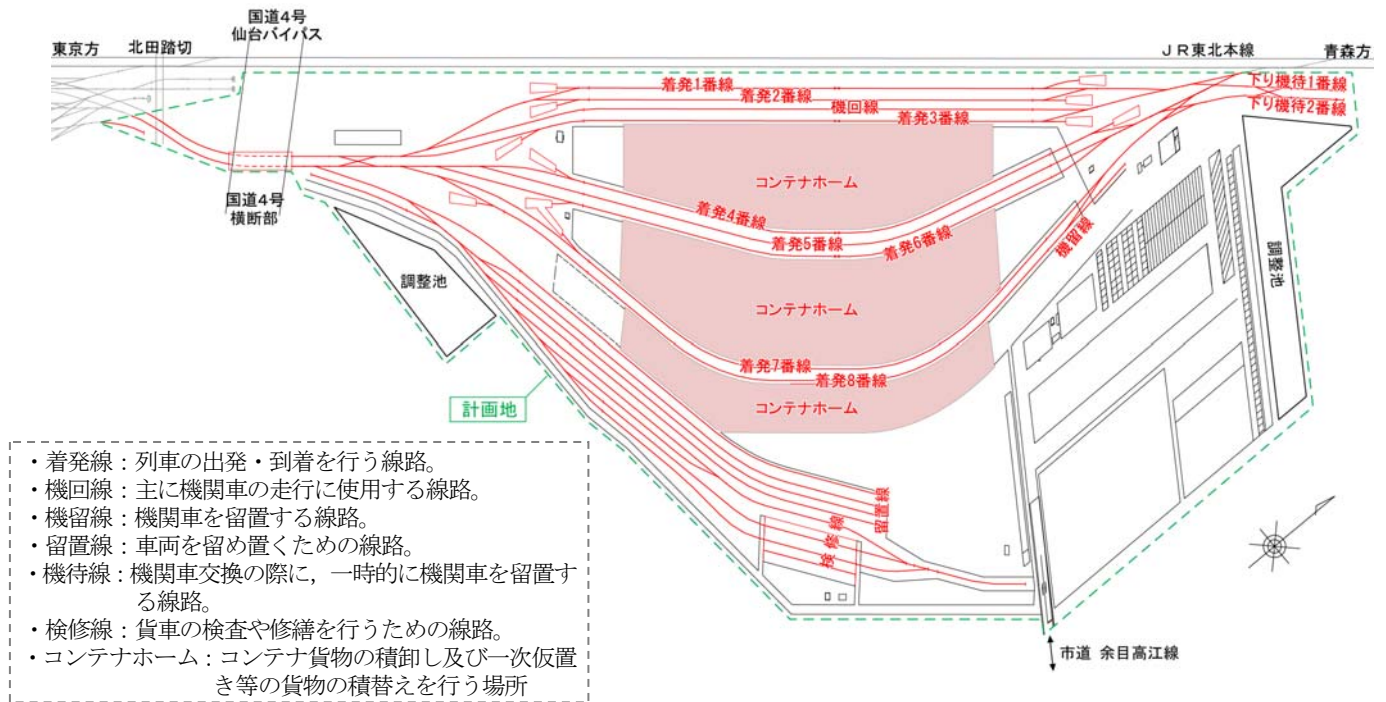 国道4号
仙台バイパス
東京方
北田踏切
JR東北本線
青森方
着発1番線
下り機待1番線
着発2番線
機回線
下り機待2番線
着発3番線
コンテナホーム
国道4号
横断部
着発4番線
着発5番線
着発6番線
機留線
調整池
調整池
コンテナホーム
着発7番線
着発8番線
コンテナホーム
計画地
留置線
検修線
市道 余目高江線
・着発線：列車の出発・到着を行う線路。
・機回線：主に機関車の走行に使用する線路。
・機留線：機関車を留置する線路。
・留置線：車両を留め置くための線路。
・機待線：機関車交換の際に，一時的に機関車を留置す
る線路。
・検修線：貨車の検査や修繕を行うための線路。
・コンテナホーム：コンテナ貨物の積卸し及び一次仮置
き等の貨物の積替えを行う場所